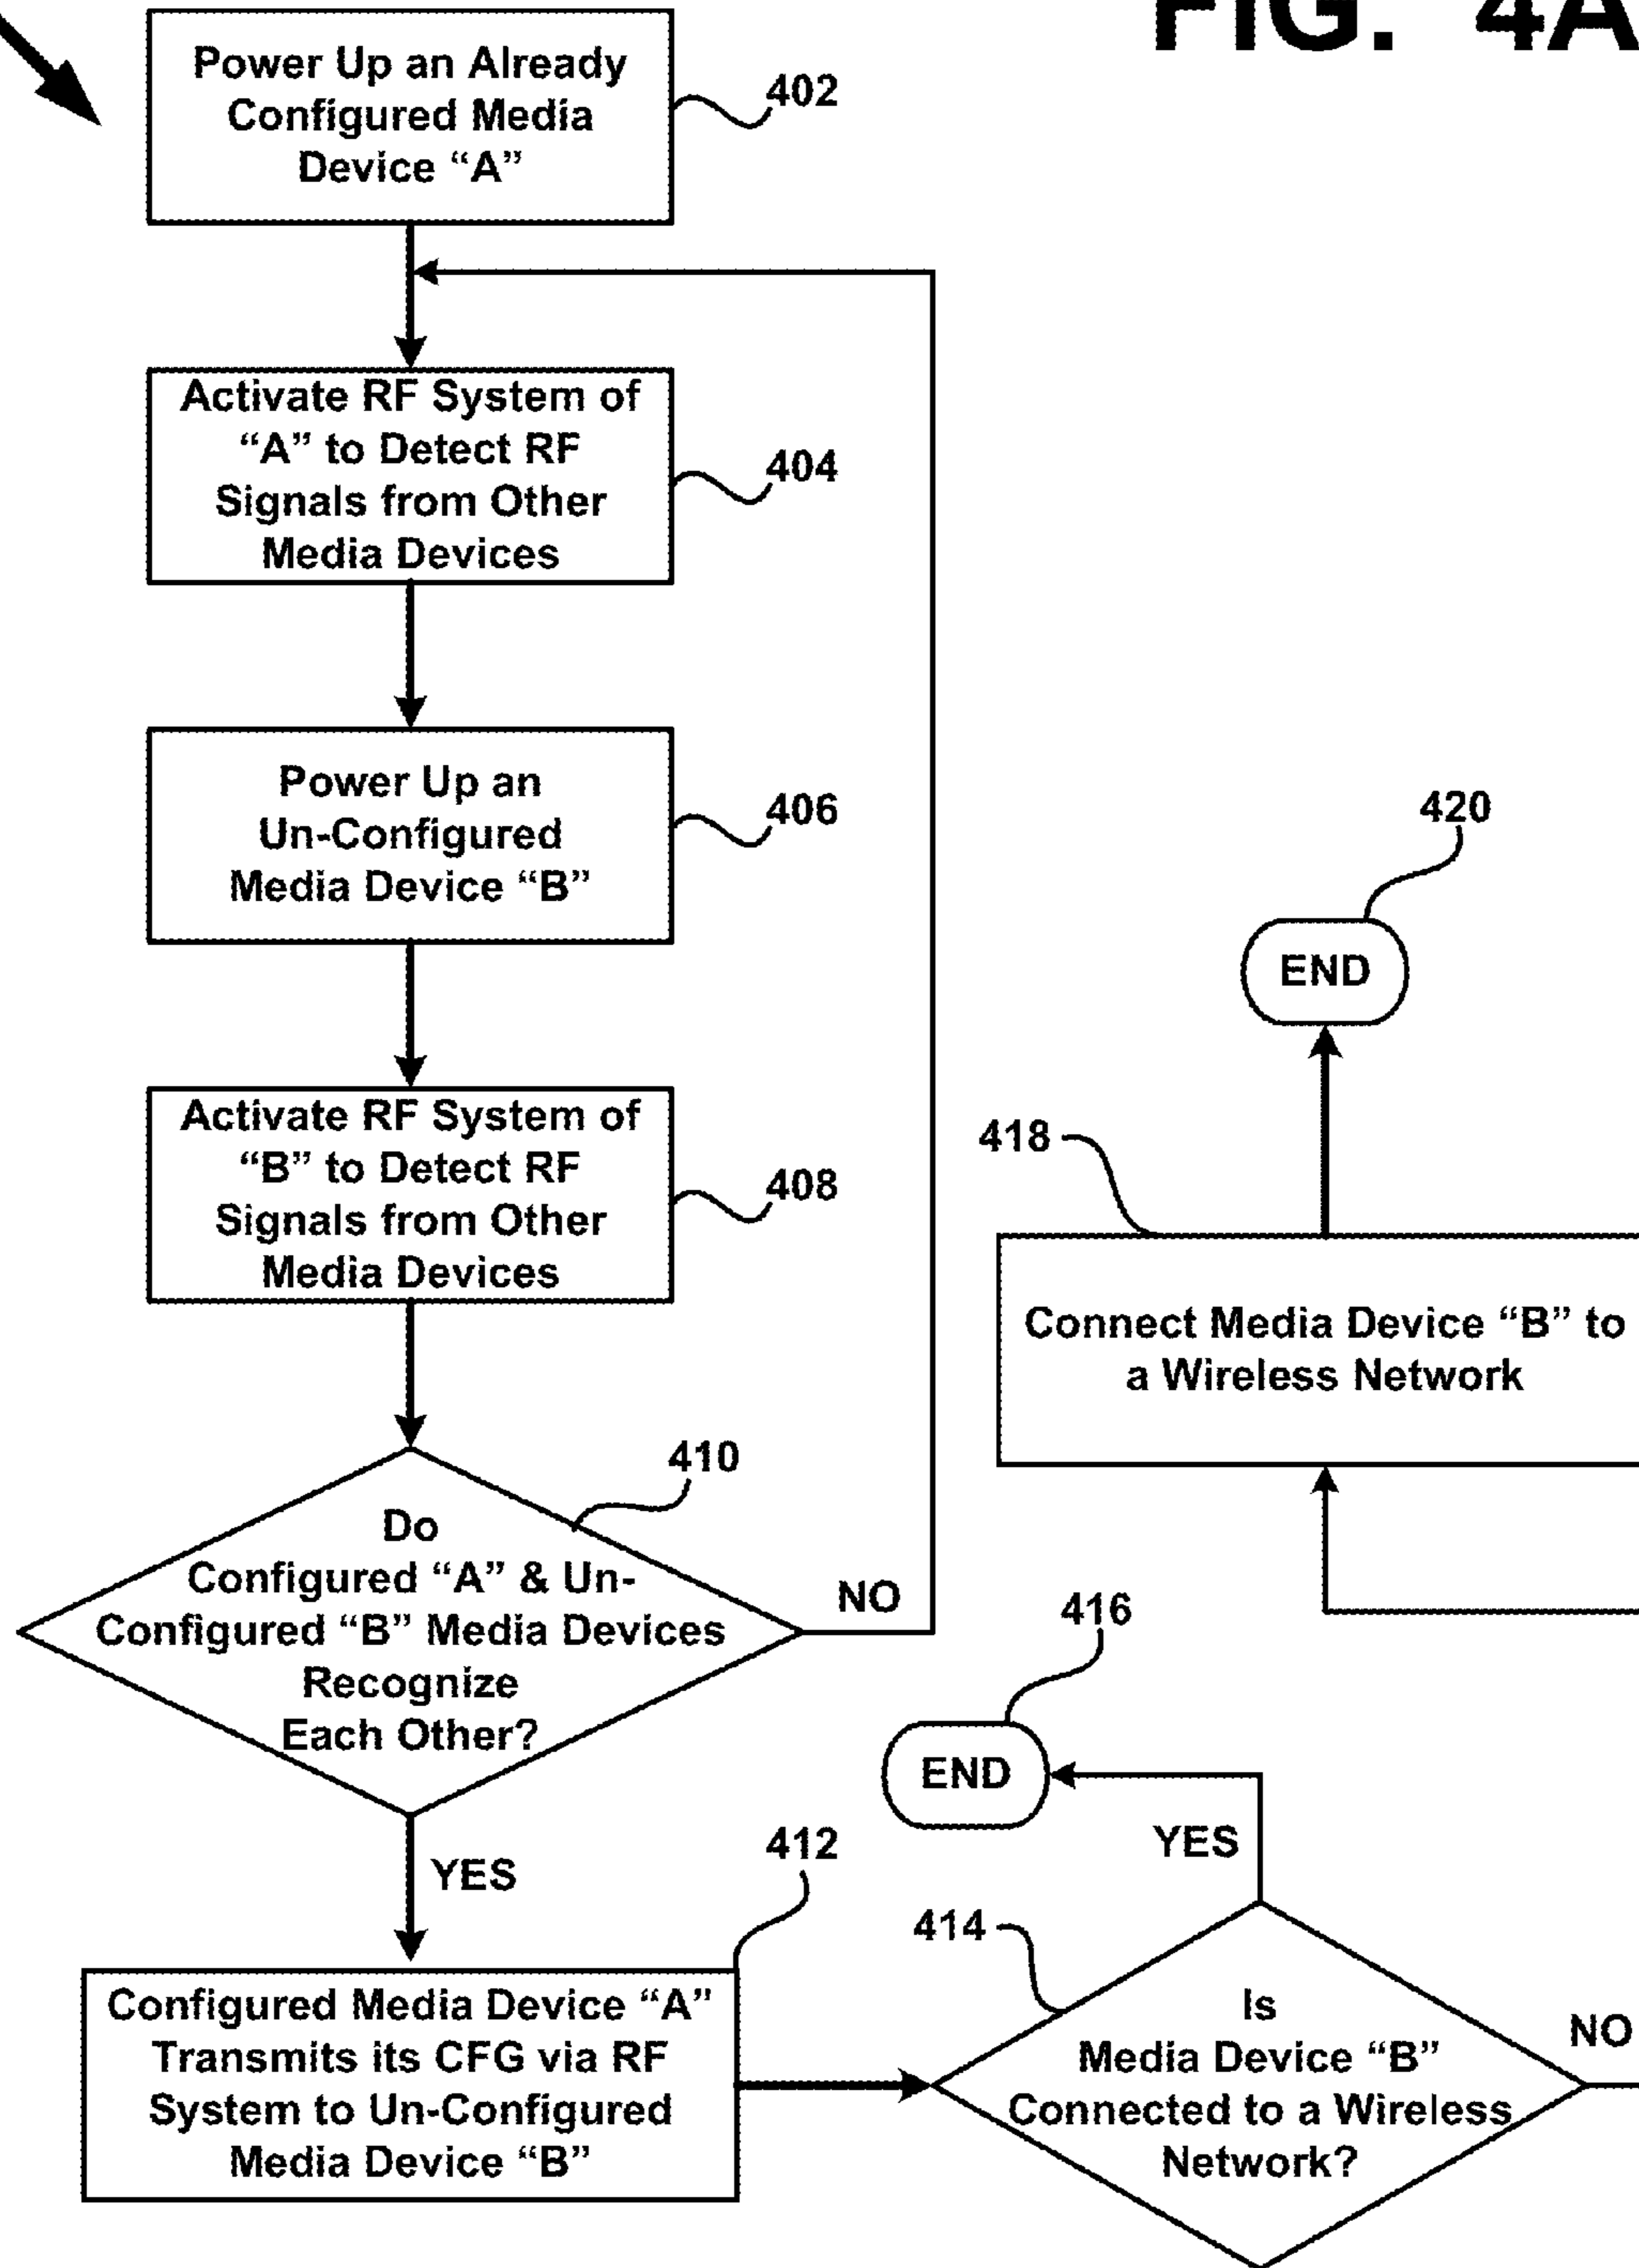 FIG. 4A
Power Up an Already
Configured Media
Device “A”
402
Activate RF System of
“A” to Detect RF
Signals from Other
Media Devices
404
Power Up an
Un-Configured
Media Device “B”
406
Activate RF System of
“B” to Detect RF
Signals from Other
Media Devices
408
Do
Configured “A” & Un-
Configured “B” Media Devices
Recognize
Each Other?
410
NO
YES
Configured Media Device “A”
Transmits its CFG via RF
System to Un-Configured
Media Device “B”
412
Is
Media Device “B”
Connected to a Wireless
Network?
414
YES
END
416
NO
Connect Media Device “B” to
a Wireless Network
418
END
420